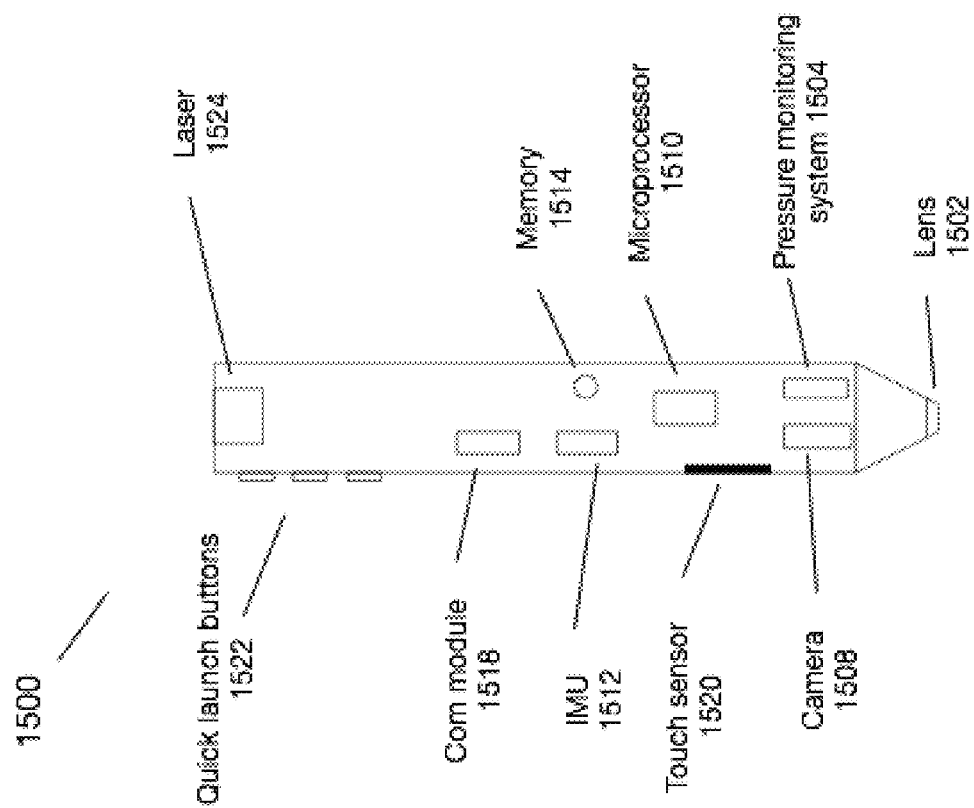 1500
Quick launch buttons
1522
Com module
1518
IMU
1512
Touch sensor
1520
Camera
1508
Laser
1524
Memory
1514
Microprocessor
1510
Pressure monitoring
system 1504
Lens
1502